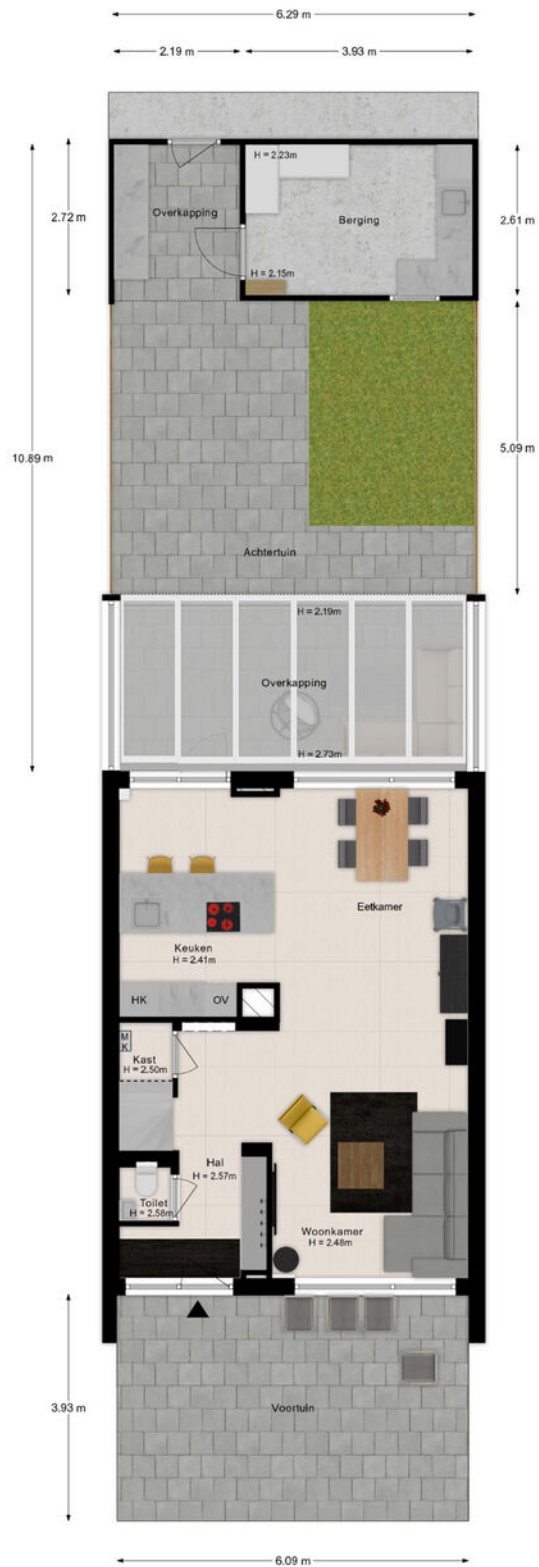 6.29 m
2.19 m
3.93 m
H = 2.23m
2.72 m
Overkapping
Berging
2.61 m
H = 2.15m
10.89 m
5.09 m
Achtertuin
H = 2.19m
Overkapping
H = 2.73m
Eetkamer
Keuken
H = 2.41m
HK
OV
M
K
Kast
H = 2.50m
Hal
H = 2.57m
Toilet
H = 2.58m
Woonkamer
H = 2.48m
3.93 m
Voortuin
6.09 m